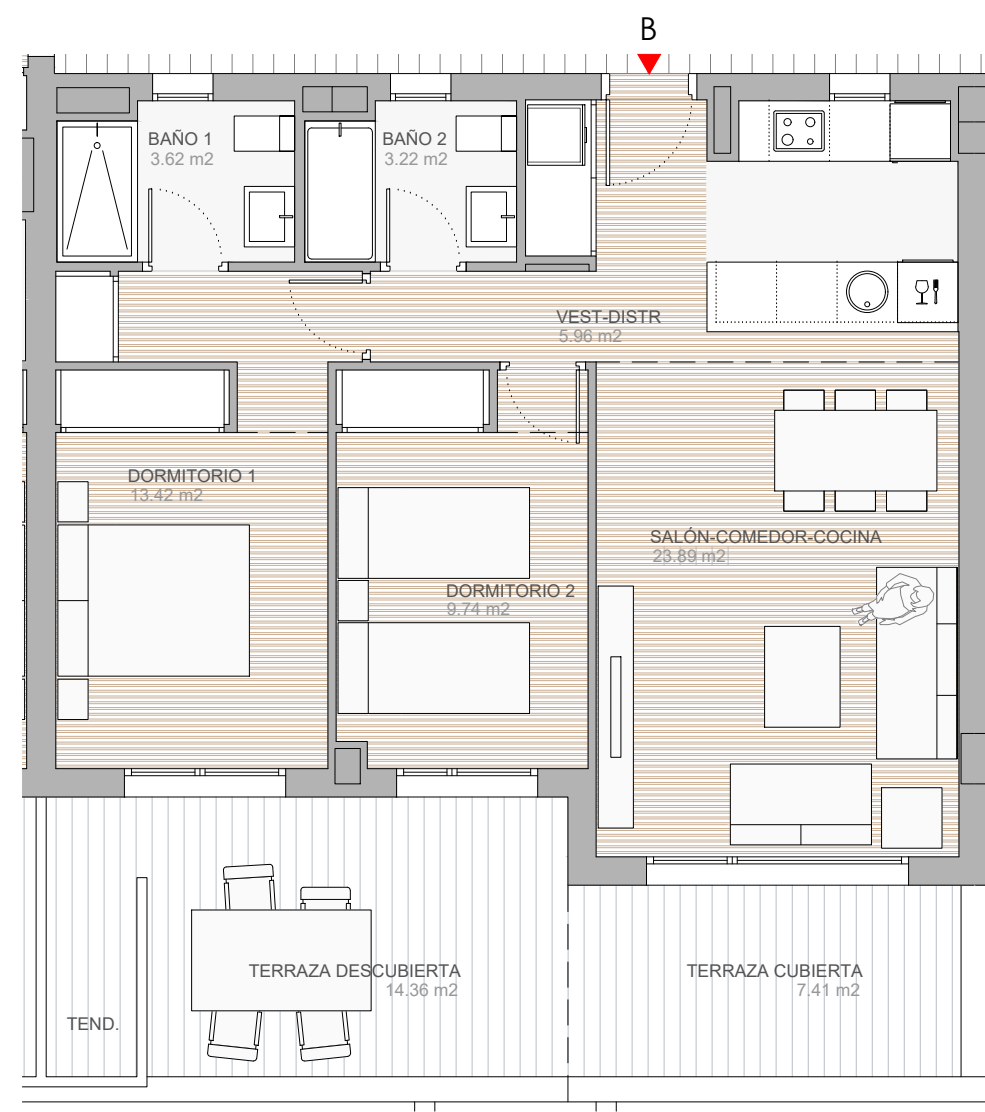 B
BAÑO 1
3.62 m2
BAÑO 2
3.22 m2
VEST-DISTR
5.96 m2
DORMITORIO 1
13.42 m2
SALÓN-COMEDOR-COCINA
23.89 m2
DORMITORIO 2
9.74 m2
TERRAZA DESCUBIERTA
14.36 m2
TERRAZA CUBIERTA
7.41 m2
TEND.